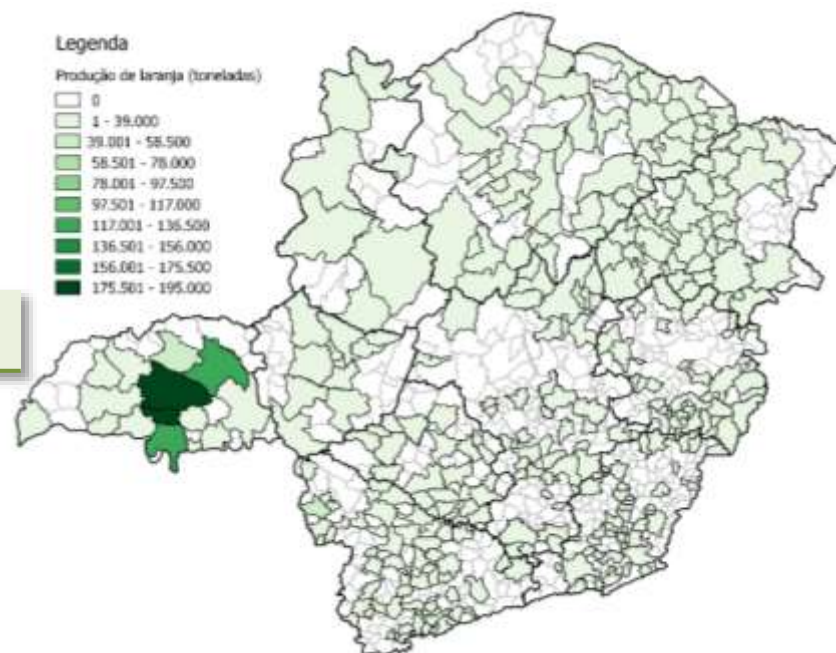 Legenda
Produção de laranja (toneladas)
0
1 - 39.000
39.001 - 58.500
58.501 - 78.000
78.001 - 97.500
97.501 - 117.000
117.001 - 136.500
136.501 - 156.000
156.001 - 175.500
175.501 - 195.000